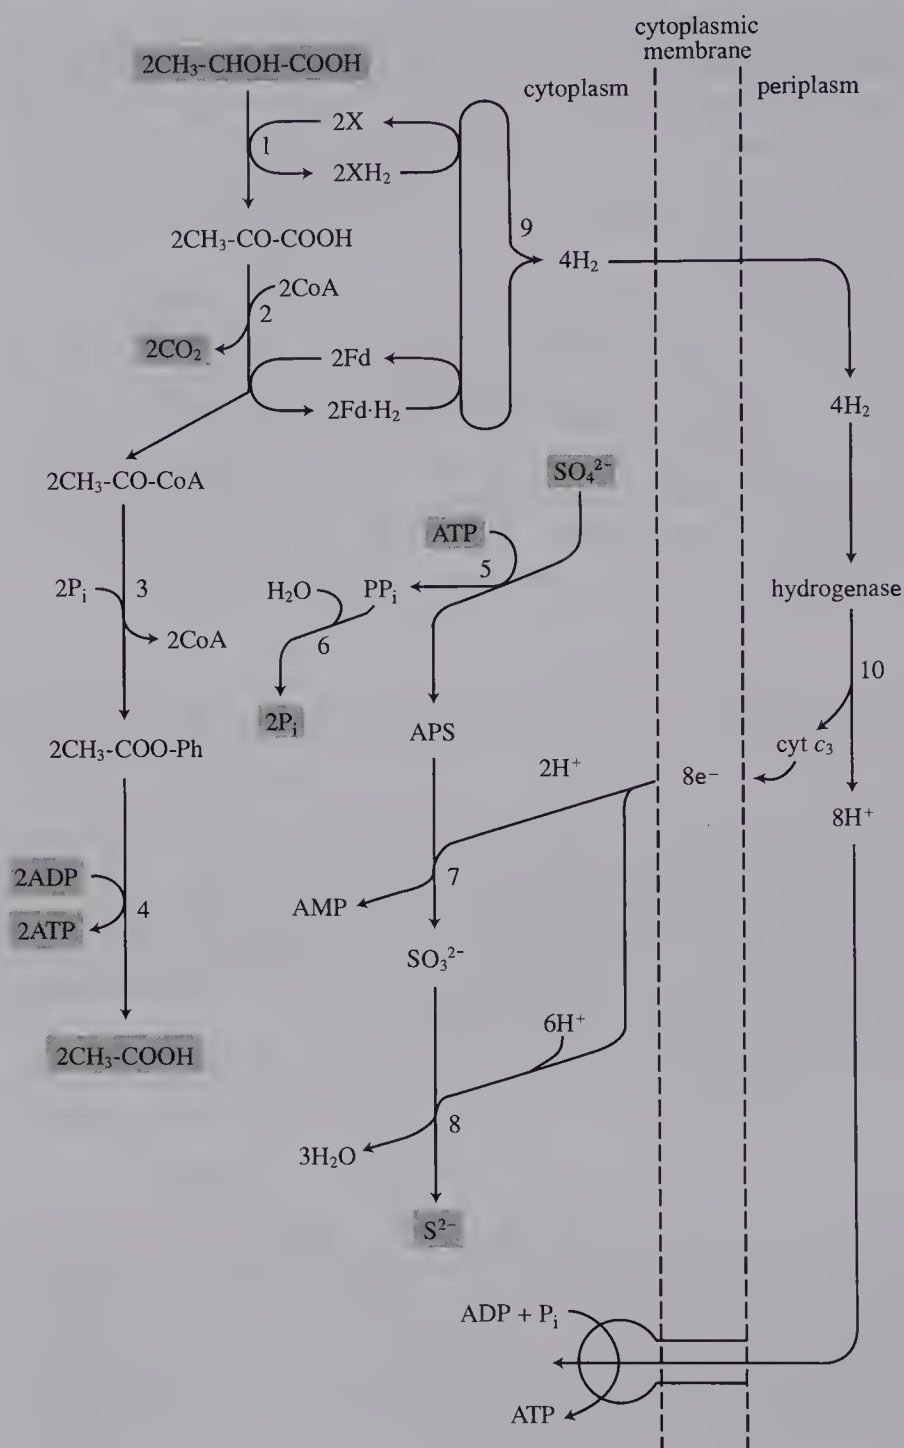 cytoplasmic
membrane
cytoplasm
periplasm
2CH₃-CHOH-COOH
2X
1
2XH₂
9
2CH₃-CO-COOH
4H₂
2CoA
2
2CO₂
2Fd
2Fd·H₂
4H₂
2CH₃-CO-CoA
SO₄²⁻
ATP
5
2Pᵢ
3
H₂O
PPᵢ
hydrogenase
2CoA
6
10
2Pᵢ
APS
2CH₃-COO-Ph
cyt c₃
2H⁺
8e⁻
8H⁺
2ADP
7
4
AMP
2ATP
SO₃²⁻
6H⁺
2CH₃-COOH
8
3H₂O
S²⁻
ADP + Pᵢ
ATP